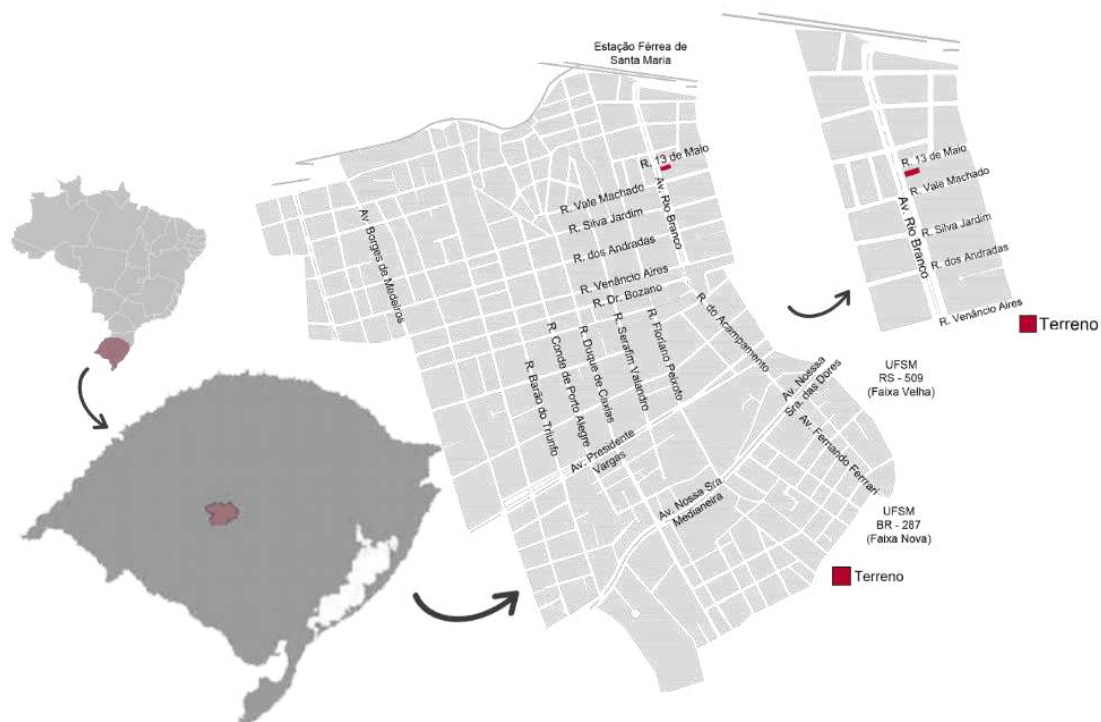 Estação Férrea de
Santa Maria
R. 13 de Maio
R. Vale Machado
R. Silva Jardim
R. dos Andradas
Av. Rio Branco
Av. Borges de Medeiros
R. Venâncio Aires
R. Dr. Bozano
R. do Acampamento
R. Floriano Peixoto
R. Serafim Valandro
R. Duque de Caxias
R. Conde de Porto Alegre
R. Barão do Triunfo
Av. Presidente
Vargas
Av. Nosssa
Sra. das Dores
Av. Fernando Ferrrari
Av. Nossa Sra
Medianeira
UFSM
RS - 509
(Faixa Velha)
UFSM
BR - 287
(Faixa Nova)
Terreno
R. 13 de Maio
R. Vale Machado
Av. Rio Branco
R. Silva Jardim
R. dos Andradas
R. Venâncio Aires
Terreno